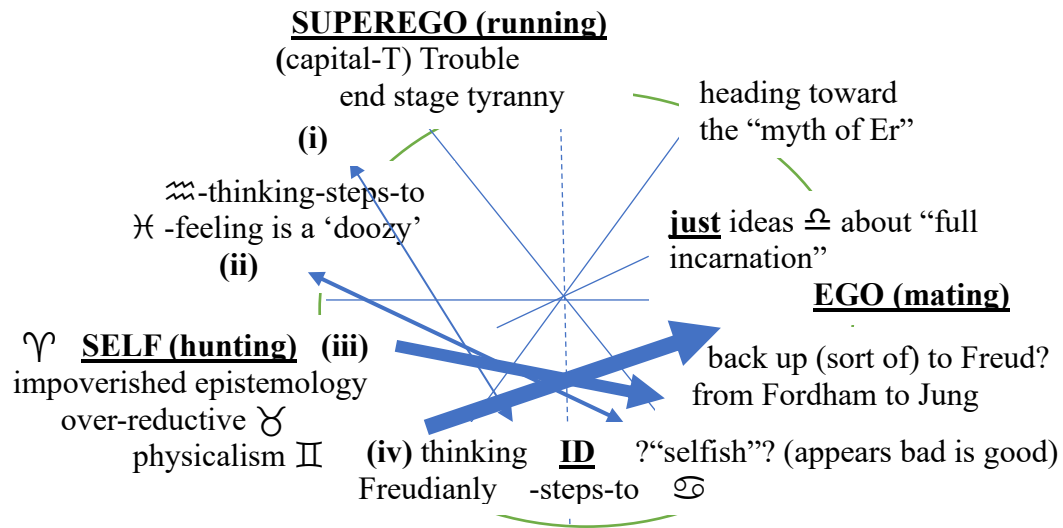 SUPEREGO (running)
(capital-T) Trouble
end stage tyranny
heading toward
the “myth of Er”
(i)
♒-thinking-steps-to
♓ -feeling is a ‘doozy’
(ii)
just ideas ♎ about “full
incarnation”
EGO (mating)
♈ SELF (hunting) (iii)
impoverished epistemology
over-reductive ♉
physicalism ♊
back up (sort of) to Freud?
from Fordham to Jung
(iv) thinking ID ?“selfish”? (appears bad is good)
Freudianly -steps-to ♋